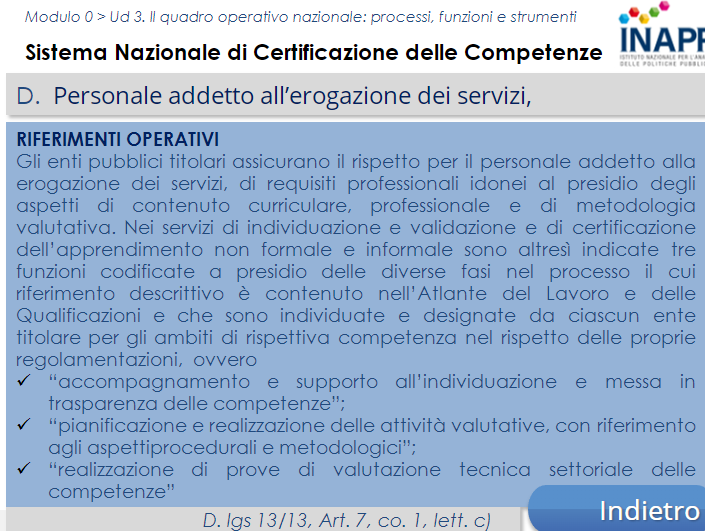 Modulo 0 > Ud 3. Il quadro operativo nazionale: processi, funzioni e strumenti
Sistema Nazionale di Certificazione delle Competenze
INAPP
ISTITUTO NAZIONALE PER L'ANA
DELLE POLITICHE PUBBLIC
D. Personale addetto all'erogazione dei servizi,
RIFERIMENTI OPERATIVI
Gli enti pubblici titolari assicurano il rispetto per il personale addetto alla
erogazione dei servizi, di requisiti professionali idonei al presidio degli
aspetti di contenuto curriculare, professionale e di metodologia
valutativa. Nei servizi di individuazione e validazione e di certificazione
dell'apprendimento non formale e informale sono altresì indicate tre
funzioni codificate a presidio delle diverse fasi nel processo il cui
riferimento descrittivo è contenuto nell'Atlante del Lavoro e delle
Qualificazioni e che sono individuate e designate da ciascun ente
titolare per gli ambiti di rispettiva competenza nel rispetto delle proprie
regolamentazioni, ovvero
✓ "accompagnamento e supporto all'individuazione e messa in
trasparenza delle competenze";
✓ "pianificazione e realizzazione delle attività valutative, con riferimento
agli aspettiprocedurali e metodologici";
✓ "realizzazione di prove di valutazione tecnica settoriale delle
competenze"
D. lgs 13/13, Art. 7, co. 1, lett. c)
Indietro